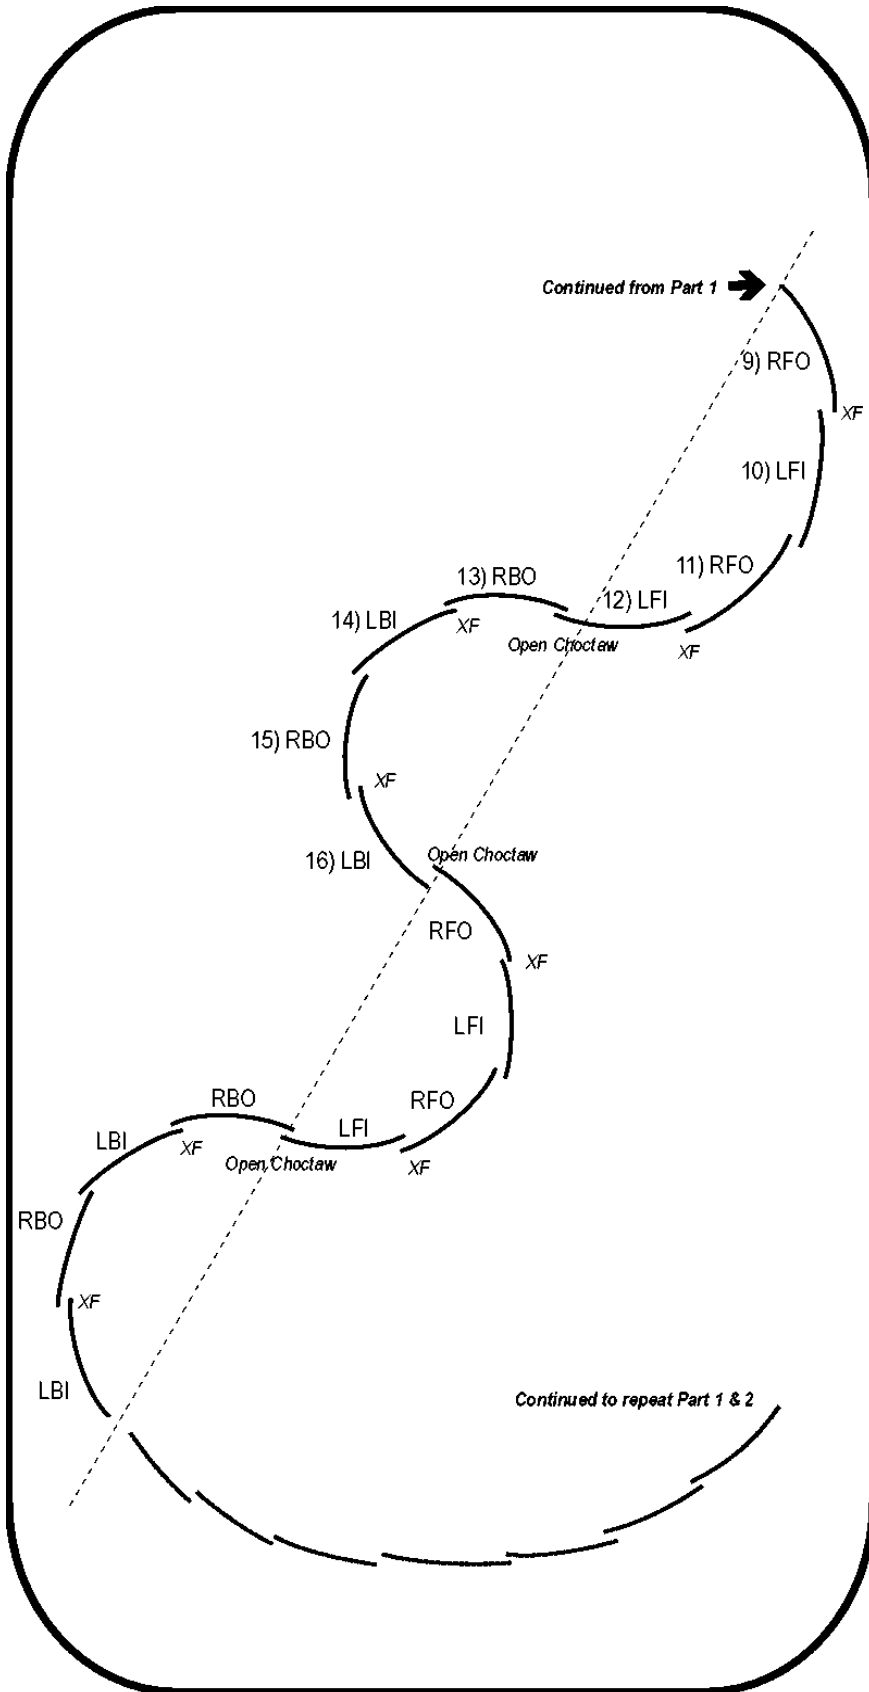 Continued from Part 1
9) RFO
XF
10) LFI
11) RFO
XF
12) LFI
Open Choctaw
13) RBO
XF
14) LBI
15) RBO
XF
16) LBI
Open Choctaw
RFO
XF
LFI
RFO
XF
LFI
Open Choctaw
RBO
XF
LBI
RBO
XF
LBI
Continued to repeat Part 1 & 2